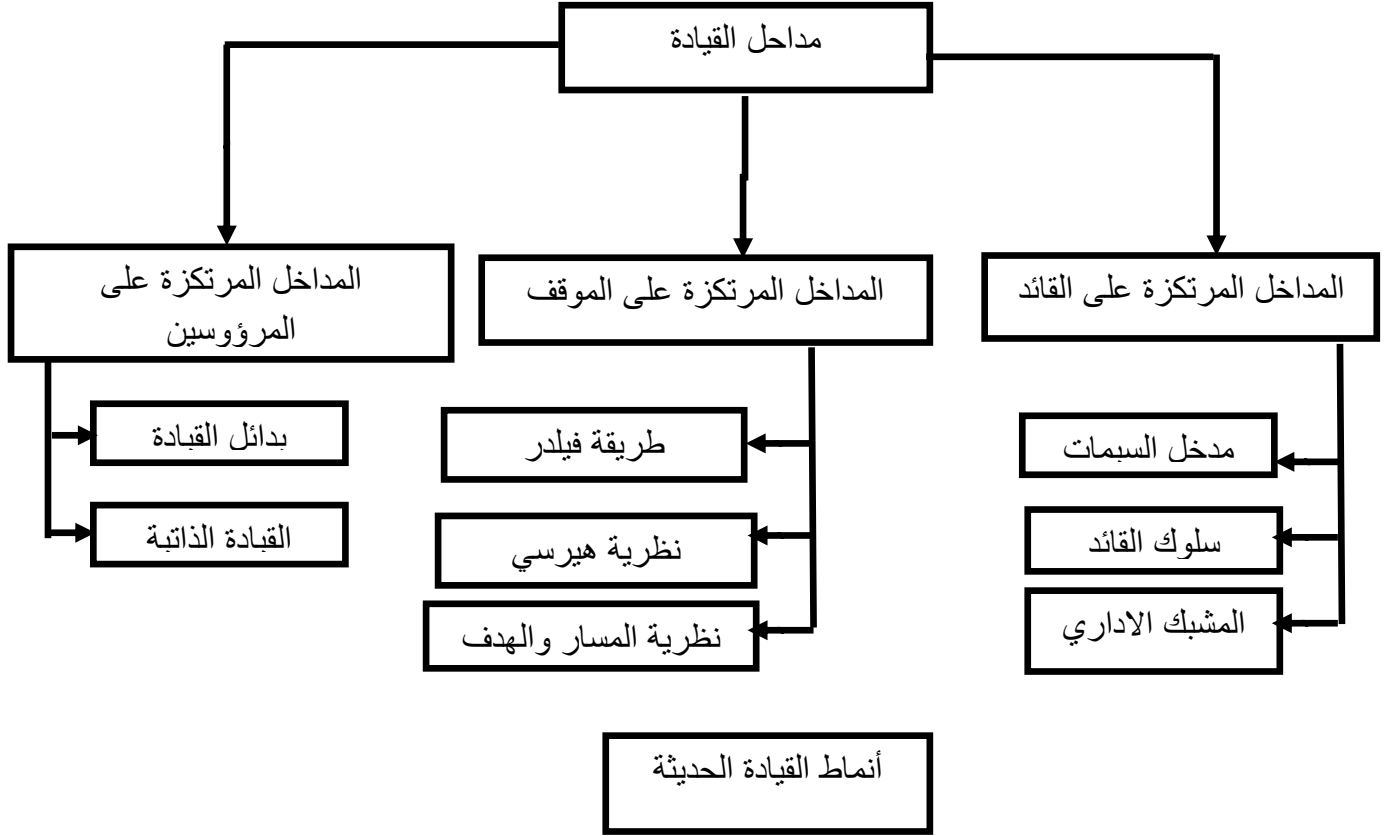 مداحل القيادة
المداخل المرتكزة على القائد
المداخل المرتكزة على الموقف
المداخل المرتكزة على
المرؤوسين
مدخل السمات
سلوك القائد
المشبك الاداري
طريقة فيلدر
نظرية هيرسي
نظرية المسار والهدف
بدائل القيادة
القيادة الذاتية
أنماط القيادة الحديثة